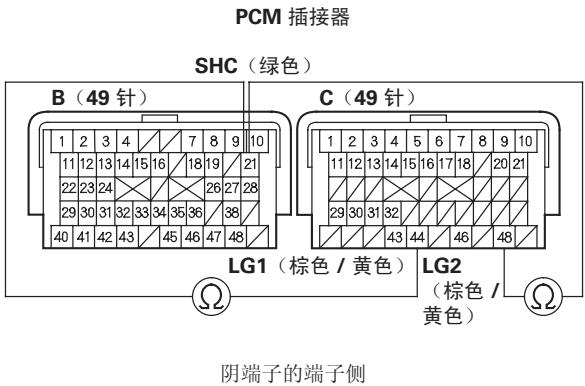 PCM 插接器
SHC（绿色）
B（49 针） C（49 针）
1 2 3 4 7 8 9 10 1 2 3 4 5 6 7 8 9 10
11 12 13 14 15 16 18 19 21 11 12 13 14 15 16 17 18 20 21
22 23 24 26 27 28
29 30 31 32 33 34 35 36 38 29 30 31 32
40 41 42 43 45 46 47 48 43 44 46 48
LG1（棕色 / 黄色） LG2
（棕色 /
黄色）
Ω Ω
阴端子的端子侧